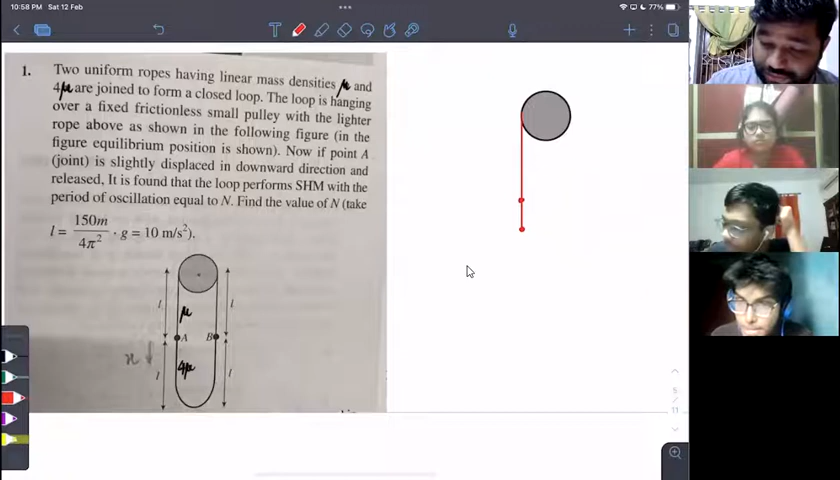 10:58 PM Sat 12 Feb
77%
1. Two uniform ropes having linear mass densities μ and
4μ are joined to form a closed loop. The loop is hanging
over a fixed frictionless small pulley with the lighter
rope above as shown in the following figure (in the
figure equilibrium position is shown). Now if point A
(joint) is slightly displaced in downward direction and
released, It is found that the loop performs SHM with the
period of oscillation equal to N. Find the value of N (take
l = 150m / 4π² · g = 10 m/s²).
l
l
μ
A
B
x
l
4μ
l
5
/
11